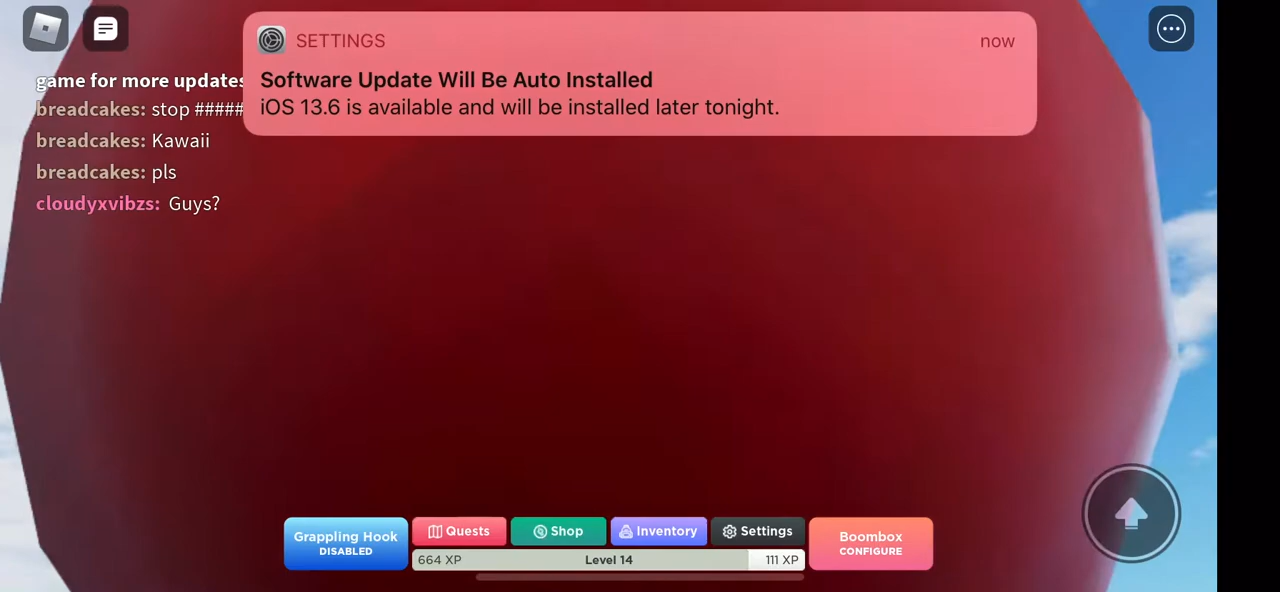 SETTINGS
now
Software Update Will Be Auto Installed
iOS 13.6 is available and will be installed later tonight.
game for more updates
breadcakes: stop #####
breadcakes: Kawaii
breadcakes: pls
cloudyxvibzs: Guys?
Grappling Hook
DISABLED
Quests
Shop
Inventory
Settings
664 XP
Level 14
111 XP
Boombox
CONFIGURE